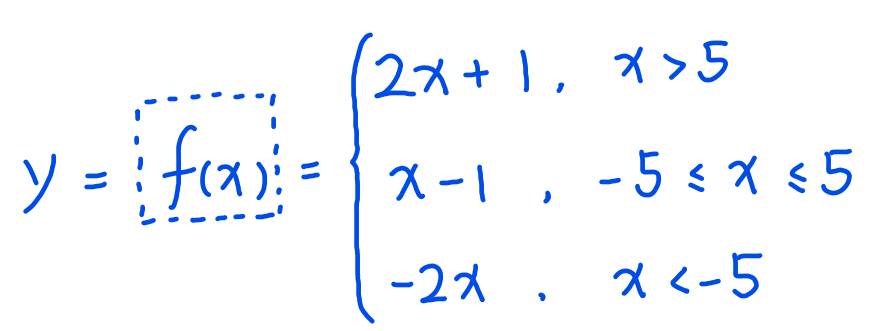 y = f(x) = { 2x + 1 , x > 5
x - 1 , -5 ≤ x ≤ 5
-2x , x < -5